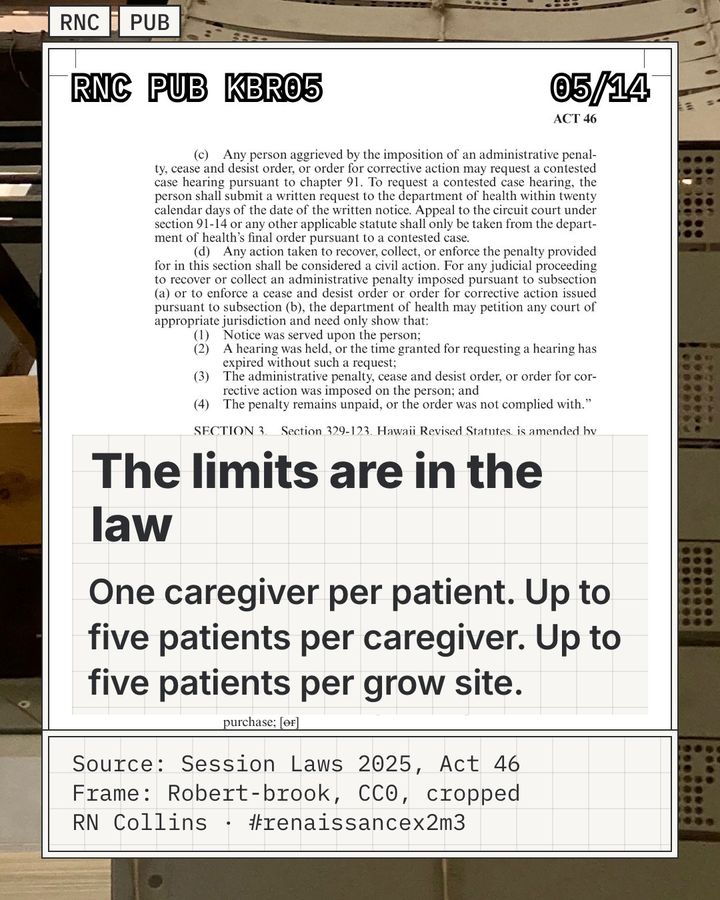 RNC PUB
RNC PUB KBR05 05/14
ACT 46
(c) Any person aggrieved by the imposition of an administrative penal-
ty, cease and desist order, or order for corrective action may request a contested
case hearing pursuant to chapter 91. To request a contested case hearing, the
person shall submit a written request to the department of health within twenty
calendar days of the date of the written notice. Appeal to the circuit court under
section 91-14 or any other applicable statute shall only be taken from the depart-
ment of health's final order pursuant to a contested case.
(d) Any action taken to recover, collect, or enforce the penalty provided
for in this section shall be considered a civil action. For any judicial proceeding
to recover or collect an administrative penalty imposed pursuant to subsection
(a) or to enforce a cease and desist order or order for corrective action issued
pursuant to subsection (b), the department of health may petition any court of
appropriate jurisdiction and need only show that:
(1) Notice was served upon the person;
(2) A hearing was held, or the time granted for requesting a hearing has
expired without such a request;
(3) The administrative penalty, cease and desist order, or order for cor-
rective action was imposed on the person; and
(4) The penalty remains unpaid, or the order was not complied with.”
SECTION 3. Section 329-123, Hawaii Revised Statutes, is amended by
The limits are in the
law
One caregiver per patient. Up to
five patients per caregiver. Up to
five patients per grow site.
purchase; [or]
Source: Session Laws 2025, Act 46
Frame: Robert-brook, CC0, cropped
RN Collins · #renaissancex2m3